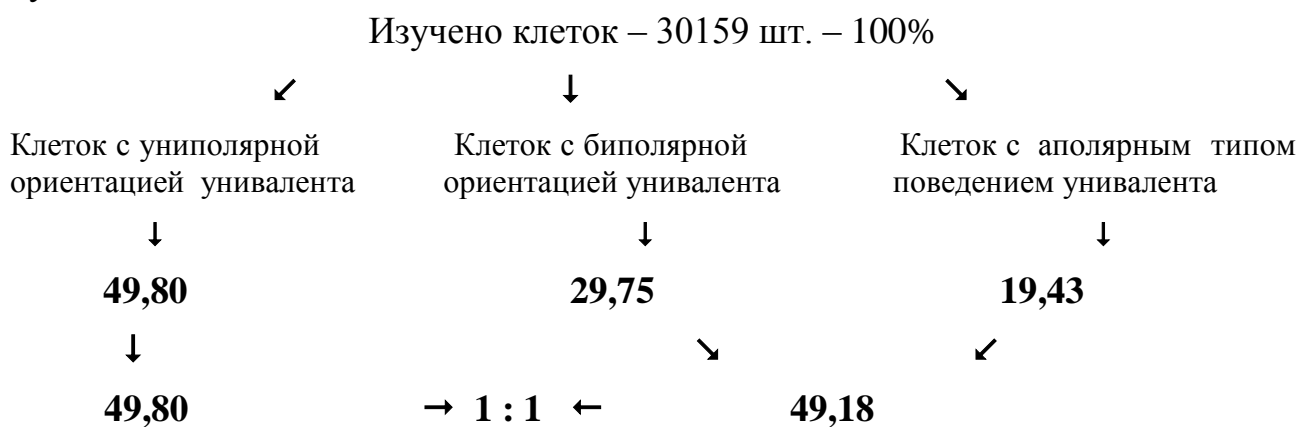 Изучено клеток – 30159 шт. – 100%
↙ ↓ ↘
Клеток с униполярной Клеток с биполярной Клеток с аполярным типом
ориентацией унивалента ориентацией унивалента поведением унивалента
↓ ↓ ↓
49,80 29,75 19,43
↓ ↘ ↙
49,80 → 1 : 1 ← 49,18